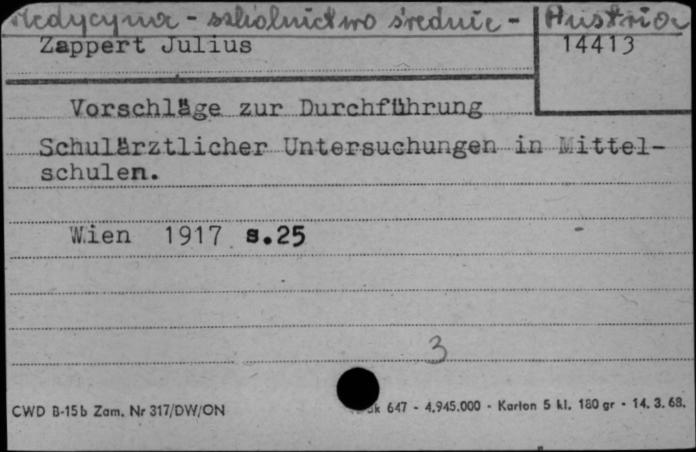 Medycyna - szkolnictwo średnie - Austria
Zappert Julius 14413
Vorschläge zur Durchführung
Schulärztlicher Untersuchungen in Mittel-
schulen.
Wien 1917 s.25
3
CWD B-15b Zam. Nr 317/DW/ON 647 - 4.945.000 - Karton 5 kl. 180 gr - 14. 3. 68.